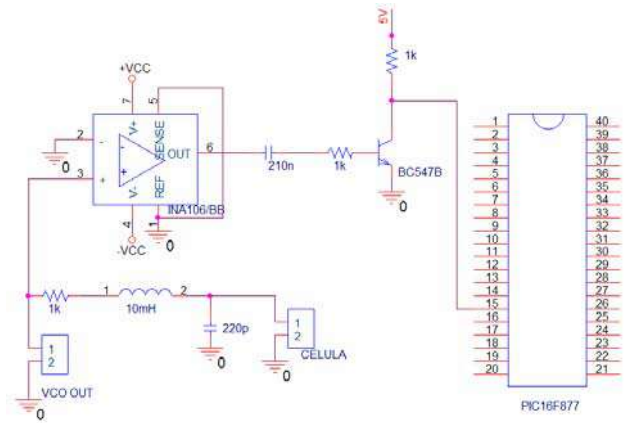 5V
1k
+VCC
7
5
V+
SENSE
2
-
-
6
OUT
210n
1k
BC547B
0
3
+
+
V-
REF
INA106/BB
4
1
0
-VCC
0
0
1k
1
2
10mH
220p
0
1
2
CELULA
0
1
2
VCO OUT
0
1 40
2 39
3 38
4 37
5 36
6 35
7 34
8 33
9 32
10 31
11 30
12 29
13 28
14 27
15 26
16 25
17 24
18 23
19 22
20 21
PIC16F877